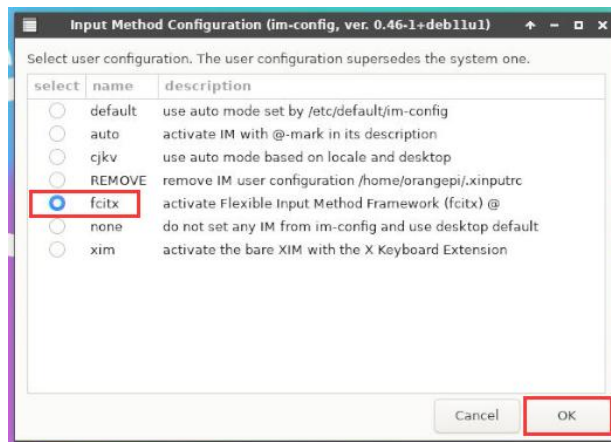 Input Method Configuration (im-config, ver. 0.46-1+deb11u1)
Select user configuration. The user configuration supersedes the system one.
select name description
default use auto mode set by /etc/default/im-config
auto activate IM with @-mark in its description
cjkv use auto mode based on locale and desktop
REMOVE remove IM user configuration /home/orangepi/.xinputrc
fcitx activate Flexible Input Method Framework (fcitx) @
none do not set any IM from im-config and use desktop default
xim activate the bare XIM with the X Keyboard Extension
Cancel OK